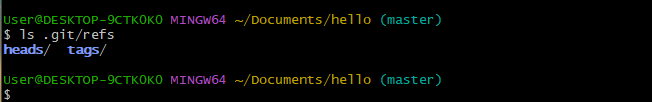 User@DESKTOP-9CTK0K0 MINGW64 ~/Documents/hello (master)
$ ls .git/refs
heads/  tags/
User@DESKTOP-9CTK0K0 MINGW64 ~/Documents/hello (master)
$